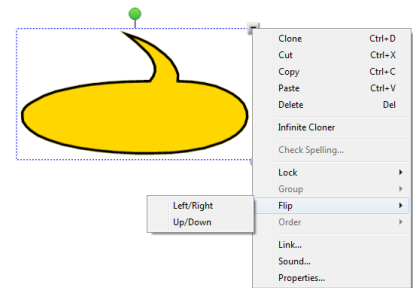 Clone Ctrl+D
Cut Ctrl+X
Copy Ctrl+C
Paste Ctrl+V
Delete Del
Infinite Cloner
Check Spelling...
Lock
Group
Flip
Left/Right
Up/Down
Order
Link...
Sound...
Properties...